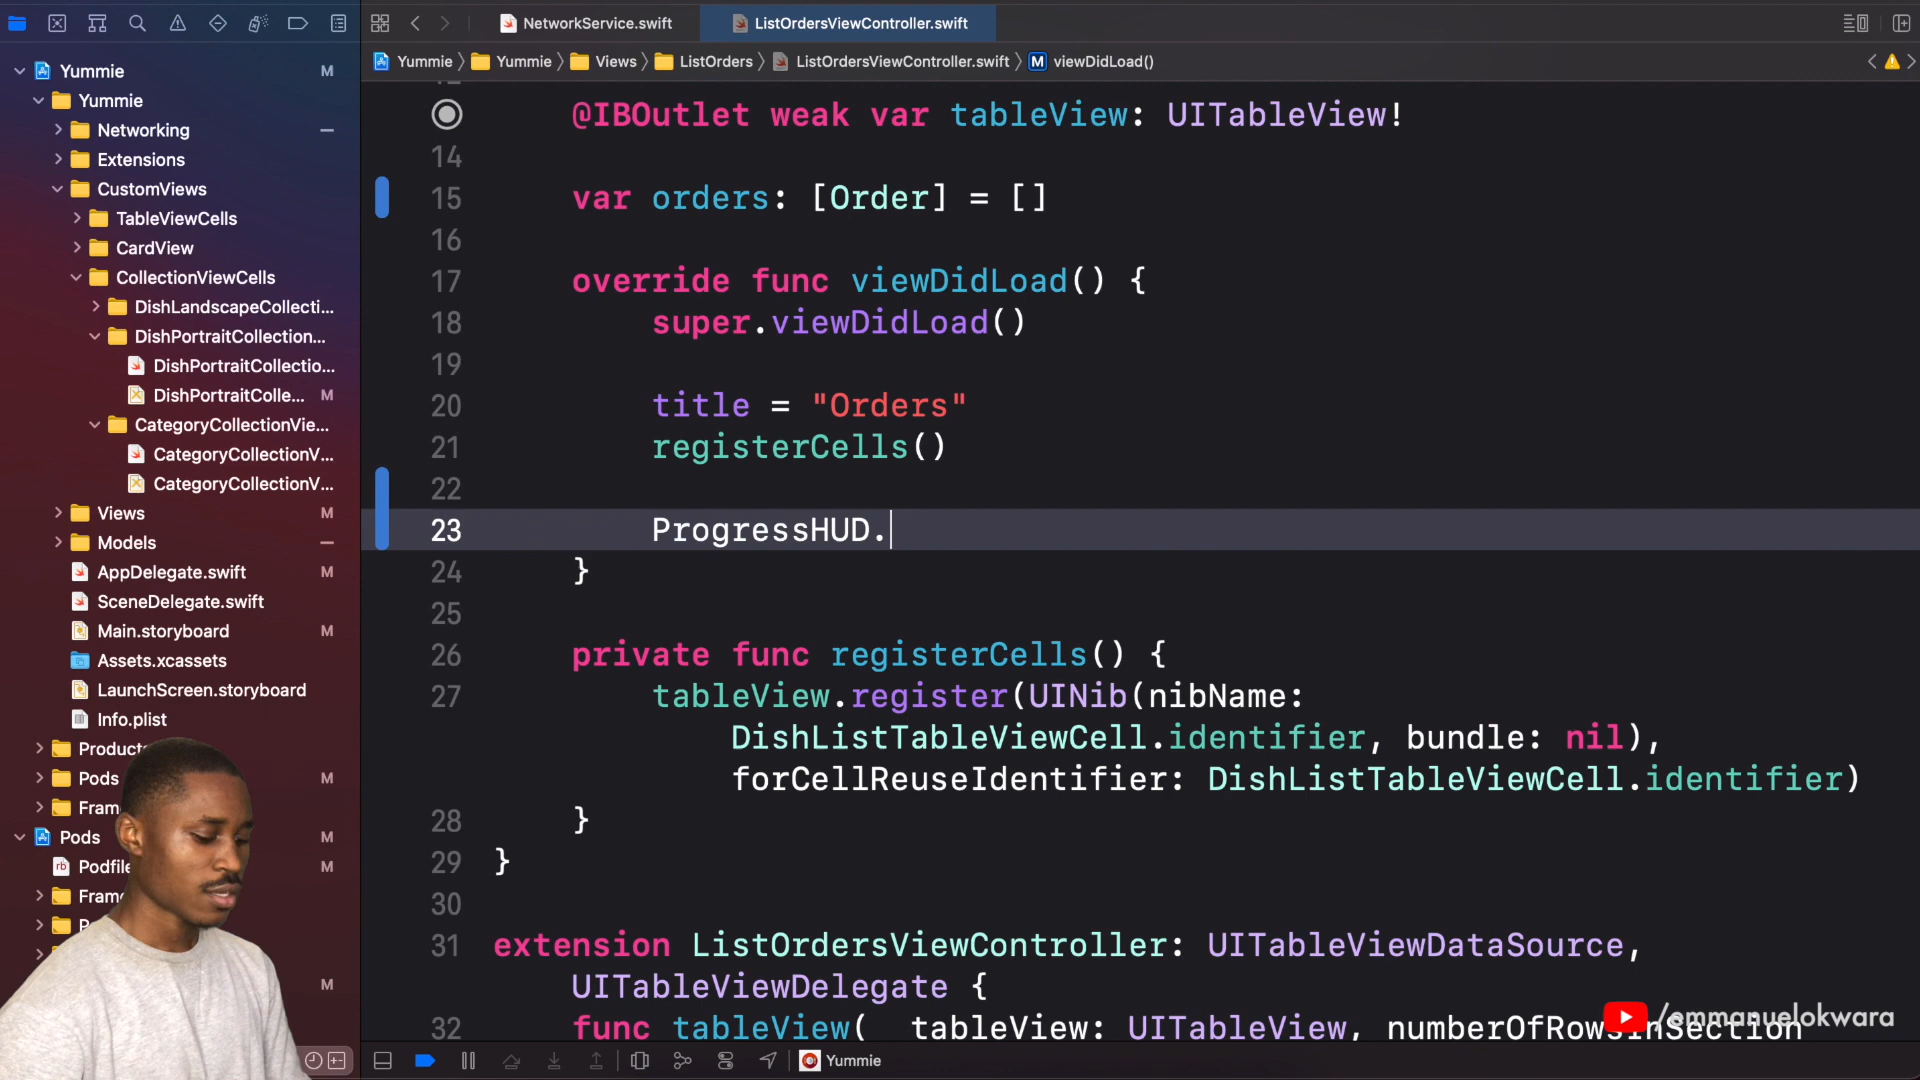 NetworkService.swift
ListOrdersViewController.swift
Yummie
Yummie
Views
ListOrders
ListOrdersViewController.swift
M
viewDidLoad()
Yummie M
Yummie
Networking
Extensions
CustomViews
TableViewCells
CardView
CollectionViewCells
DishLandscapeCollecti...
DishPortraitCollection...
DishPortraitCollectio...
DishPortraitColle... M
CategoryCollectionVie...
CategoryCollectionV...
CategoryCollectionV...
Views M
Models
AppDelegate.swift M
SceneDelegate.swift
Main.storyboard M
Assets.xcassets
LaunchScreen.storyboard
Info.plist
Pods M
Pods M
rb Podfile M
M
@IBOutlet weak var tableView: UITableView!
14
15 var orders: [Order] = []
16
17 override func viewDidLoad() {
18 super.viewDidLoad()
19
20 title = "Orders"
21 registerCells()
22
23 ProgressHUD.
24 }
25
26 private func registerCells() {
27 tableView.register(UINib(nibName:
DishListTableViewCell.identifier, bundle: nil),
forCellReuseIdentifier: DishListTableViewCell.identifier)
28 }
29 }
30
31 extension ListOrdersViewController: UITableViewDataSource,
UITableViewDelegate {
32 func tableView(_ tableView: UITableView, numberOfRowsInSection
/emmanuelokwara
Yummie